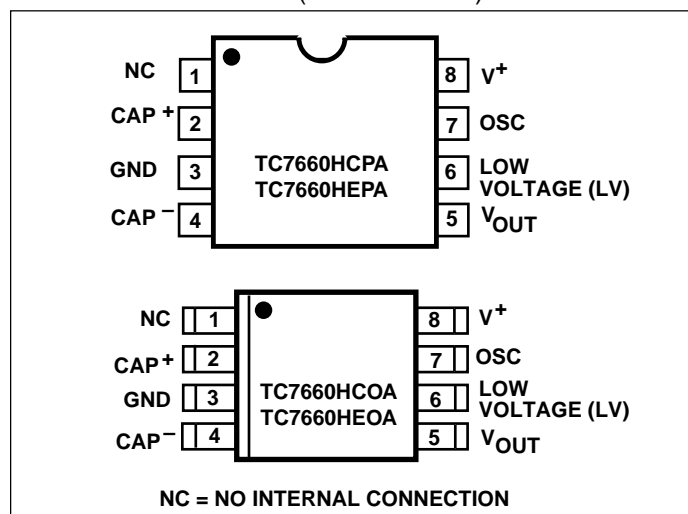 NC 1 8 V+
CAP + 2 7 OSC
GND 3 6 LOW
VOLTAGE (LV)
CAP − 4 5 VOUT
TC7660HCPA
TC7660HEPA
NC 1 8 V+
CAP+ 2 7 OSC
GND 3 6 LOW
VOLTAGE (LV)
CAP− 4 5 VOUT
TC7660HCOA
TC7660HEOA
NC = NO INTERNAL CONNECTION